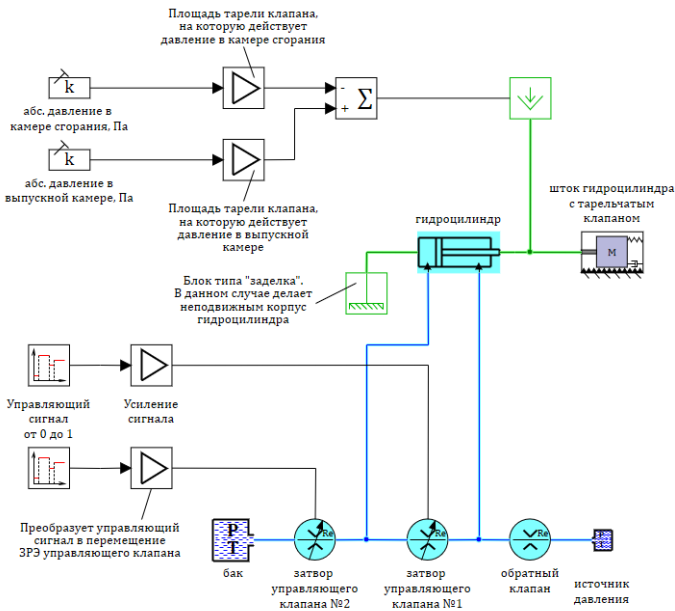 Площадь тарели клапана,
на которую действует
давление в камере сгорания
k
абс. давление в
камере сгорания, Па
-
+
Σ
k
абс. давление в
выпускной камере, Па
Площадь тарели клапана,
на которую действует
давление в выпускной
камере
шток гидроцилиндра
с тарельчатым
клапаном
M
гидроцилиндр
Блок типа "заделка".
В данном случае делает
неподвижным корпус
гидроцилиндра
Управляющий
сигнал
от 0 до 1
Усиление
сигнала
Преобразует управляющий
сигнал в перемещение
ЗРЭ управляющего клапана
P
T
бак
Re
затвор
управляющего
клапана №2
Re
затвор
управляющего
клапана №1
Re
обратный
клапан
источник
давления